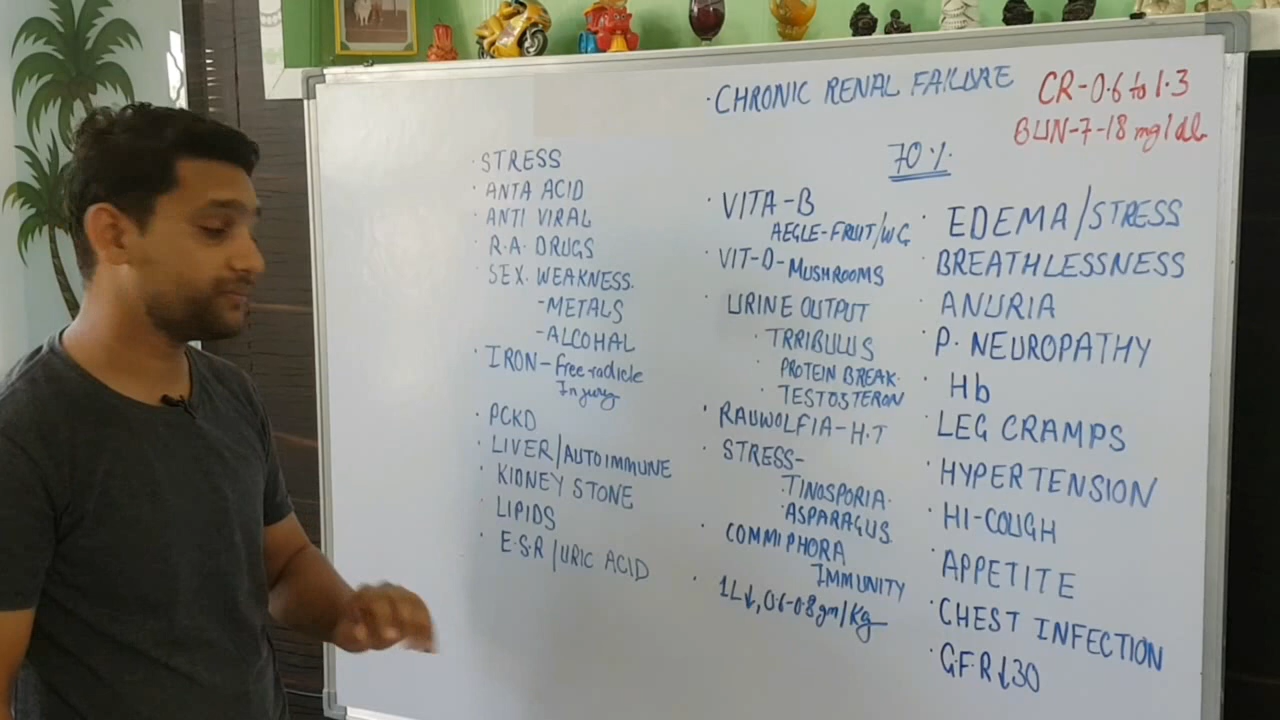 · CHRONIC RENAL FAILURE
CR-0.6 to 1.3
BUN-7-18 mg/dL
70%
· STRESS
· ANTA ACID
· ANTI VIRAL
· R.A. DRUGS
· SEX. WEAKNESS.
-METALS
-ALCOHAL
· IRON-free-radicle
Injury
· PCKD
· LIVER/AUTOIMMUNE
· KIDNEY STONE
· LIPIDS
· E.S.R/URIC ACID
· VITA-B
AEGLE-FRUIT/WG
· VIT-D-MUSHROOMS
· URINE OUTPUT
· TRRIBULUS
· PROTEIN BREAK.
· TESTOSTERON
· RAUWOLFIA-H.T
· STRESS-
· TINOSPORIA.
· ASPARAGUS.
· COMMIPHORA
IMMUNITY
· 1L↓, 0.6-0.8gm/Kg
· EDEMA/STRESS
· BREATHLESSNESS
· ANURIA
· P. NEUROPATHY
· Hb
· LEG CRAMPS
· HYPERTENSION
· HI-COUGH
· APPETITE
· CHEST INFECTION
· G.F.R↓30